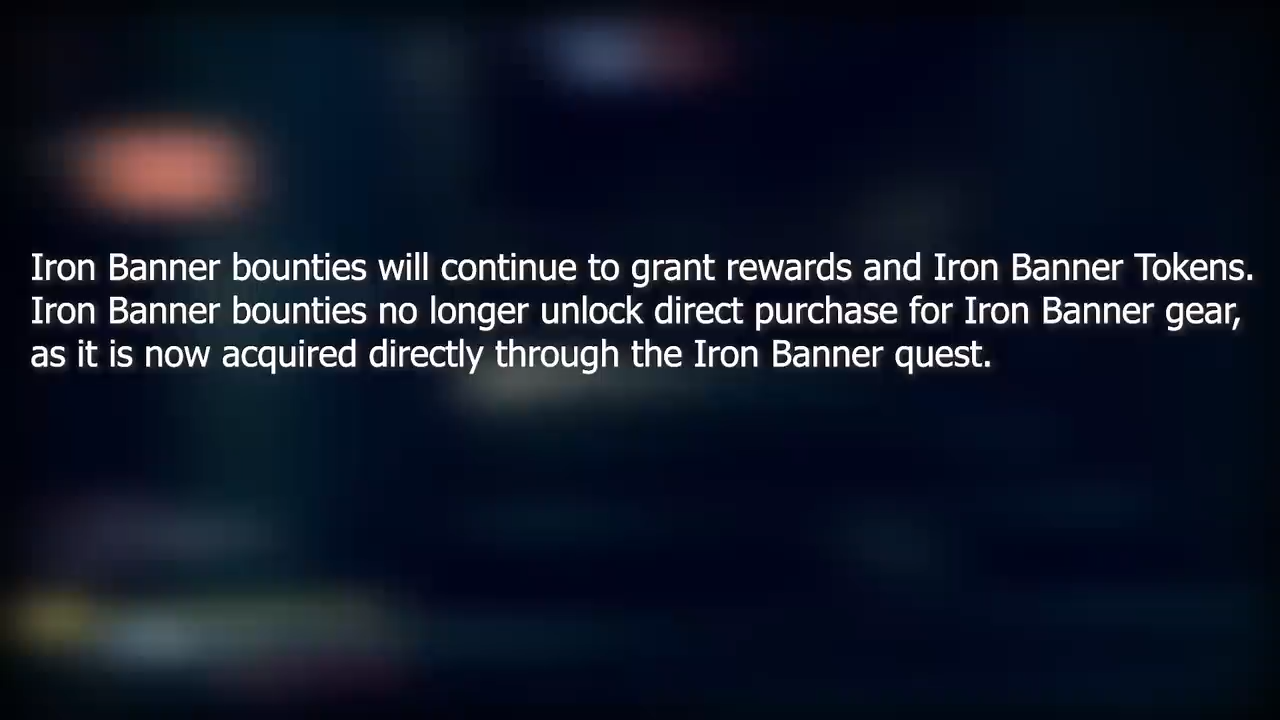 Iron Banner bounties will continue to grant rewards and Iron Banner Tokens.
Iron Banner bounties no longer unlock direct purchase for Iron Banner gear,
as it is now acquired directly through the Iron Banner quest.